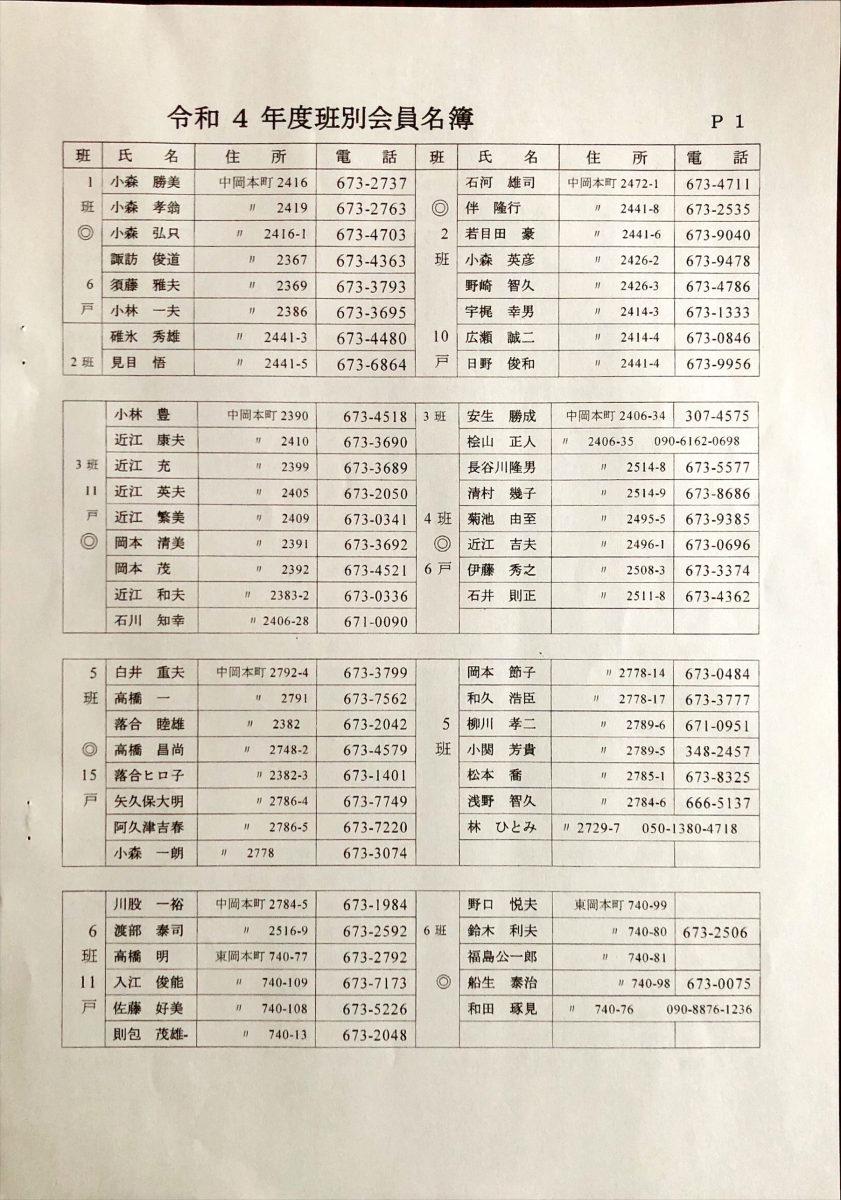 令和 4 年度班別会員名簿 P 1
班 氏 名 住 所 電 話 班 氏 名 住 所 電 話
1 小森 勝美 中岡本町 2416 673-2737 石河 雄司 中岡本町 2472-1 673-4711
班 小森 孝翁 〃 2419 673-2763 ◎ 伴 隆行 〃 2441-8 673-2535
◎ 小森 弘只 〃 2416-1 673-4703 2 若目田 豪 〃 2441-6 673-9040
諏訪 俊道 〃 2367 673-4363 班 小森 英彦 〃 2426-2 673-9478
6 須藤 雅夫 〃 2369 673-3793 野崎 智久 〃 2426-3 673-4786
戸 小林 一夫 〃 2386 673-3695 宇梶 幸男 〃 2414-3 673-1333
碓氷 秀雄 〃 2441-3 673-4480 10 広瀬 誠二 〃 2414-4 673-0846
2班 見目 悟 〃 2441-5 673-6864 戸 日野 俊和 〃 2441-4 673-9956
小林 豊 中岡本町 2390 673-4518 3班 安生 勝成 中岡本町 2406-34 307-4575
近江 康夫 〃 2410 673-3690 桧山 正人 〃 2406-35 090-6162-0698
3班 近江 充 〃 2399 673-3689 長谷川隆男 〃 2514-8 673-5577
11 近江 英夫 〃 2405 673-2050 清村 幾子 〃 2514-9 673-8686
戸 近江 繁美 〃 2409 673-0341 4班 菊池 由至 〃 2495-5 673-9385
◎ 岡本 清美 〃 2391 673-3692 ◎ 近江 吉夫 〃 2496-1 673-0696
岡本 茂 〃 2392 673-4521 6戸 伊藤 秀之 〃 2508-3 673-3374
近江 和夫 〃 2383-2 673-0336 石井 則正 〃 2511-8 673-4362
石川 知幸 〃 2406-28 671-0090
5 白井 重夫 中岡本町 2792-4 673-3799 岡本 節子 〃 2778-14 673-0484
班 高橋 一 〃 2791 673-7562 和久 浩臣 〃 2778-17 673-3777
落合 睦雄 〃 2382 673-2042 5 柳川 孝二 〃 2789-6 671-0951
◎ 高橋 昌尚 〃 2748-2 673-4579 班 小関 芳貴 〃 2789-5 348-2457
15 落合ヒロ子 〃 2382-3 673-1401 松本 喬 〃 2785-1 673-8325
戸 矢久保大明 〃 2786-4 673-7749 浅野 智久 〃 2784-6 666-5137
阿久津吉春 〃 2786-5 673-7220 林 ひとみ 〃 2729-7 050-1380-4718
小森 一朗 〃 2778 673-3074
川股 一裕 中岡本町 2784-5 673-1984 野口 悦夫 東岡本町 740-99
6 渡部 泰司 〃 2516-9 673-2592 6班 鈴木 利夫 〃 740-80 673-2506
班 高橋 明 東岡本町 740-77 673-2792 福島公一郎 〃 740-81
11 入江 俊能 〃 740-109 673-7173 ◎ 船生 泰治 〃 740-98 673-0075
戸 佐藤 好美 〃 740-108 673-5226 和田 琢見 〃 740-76 090-8876-1236
則包 茂雄- 〃 740-13 673-2048